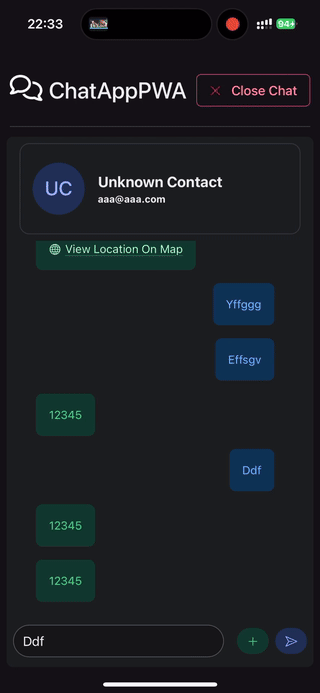 22:33
94+
ChatAppPWA
Close Chat
UC
Unknown Contact
aaa@aaa.com
View Location On Map
Yffggg
Effsgv
12345
Ddf
12345
12345
Ddf